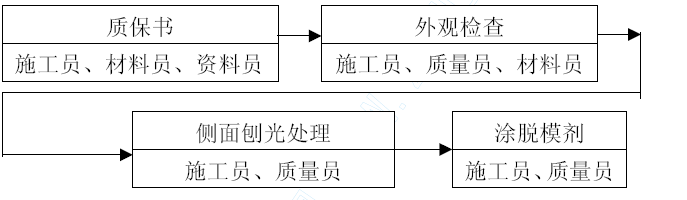 质保书
施工员、材料员、资料员
外观检查
施工员、质量员、材料员
侧面刨光处理
施工员、质量员
涂脱模剂
施工员、质量员